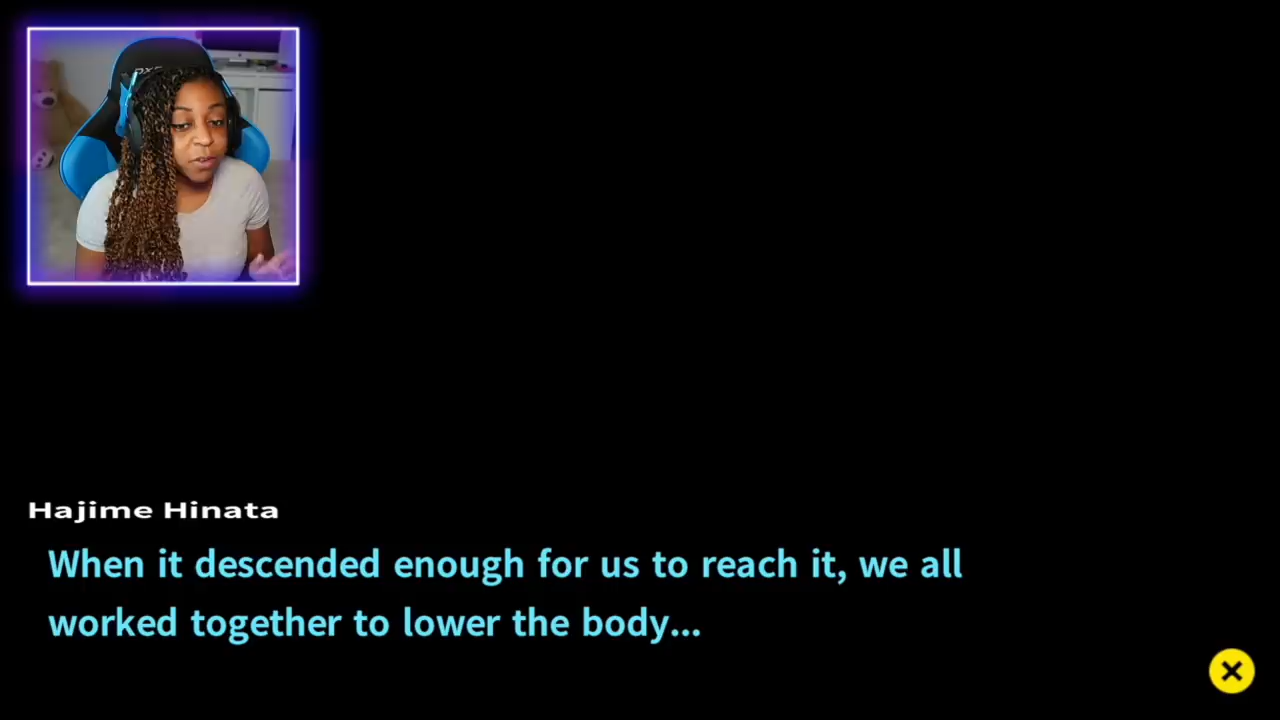 Hajime Hinata
When it descended enough for us to reach it, we all
worked together to lower the body...